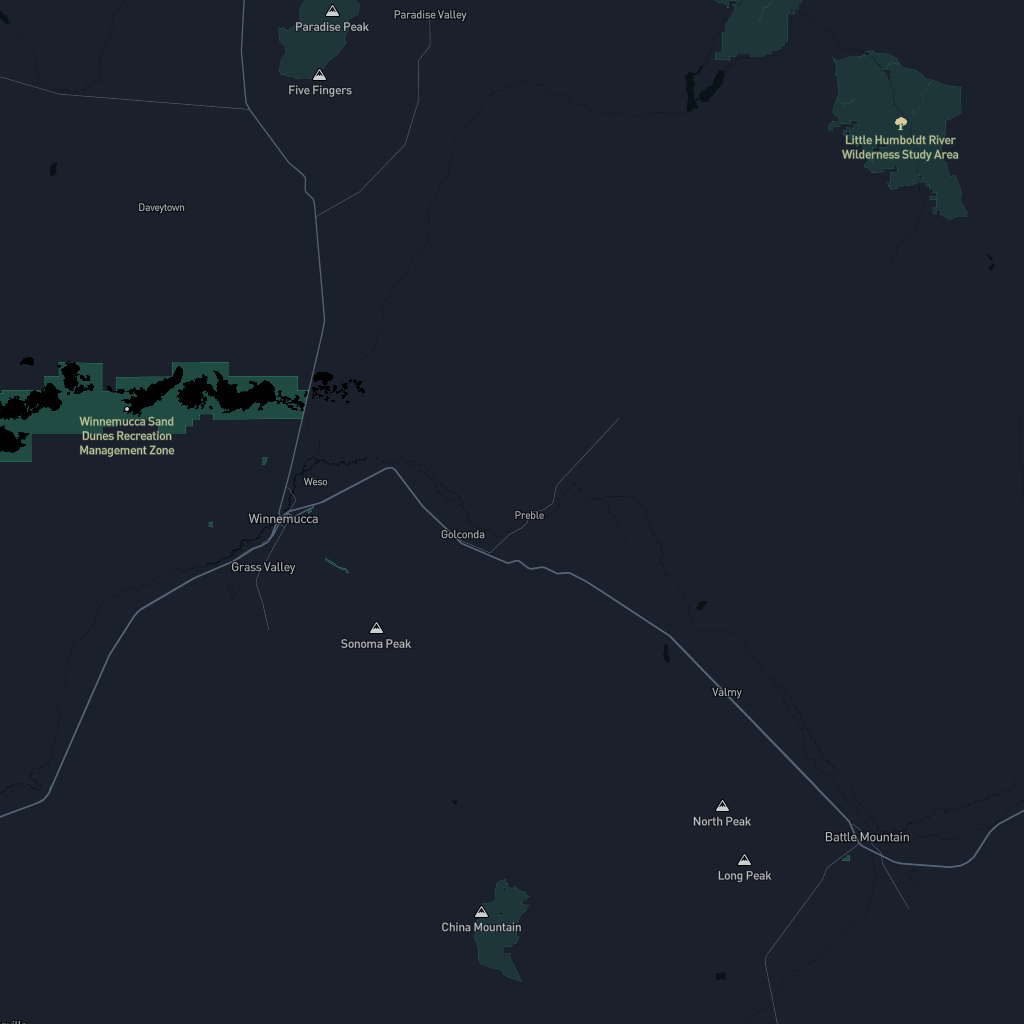 Paradise Valley
Paradise Peak
Five Fingers
Little Humboldt River
Wilderness Study Area
Daveytown
Winnemucca Sand
Dunes Recreation
Management Zone
Weso
Winnemucca
Preble
Golconda
Grass Valley
Sonoma Peak
Valmy
North Peak
Battle Mountain
Long Peak
China Mountain